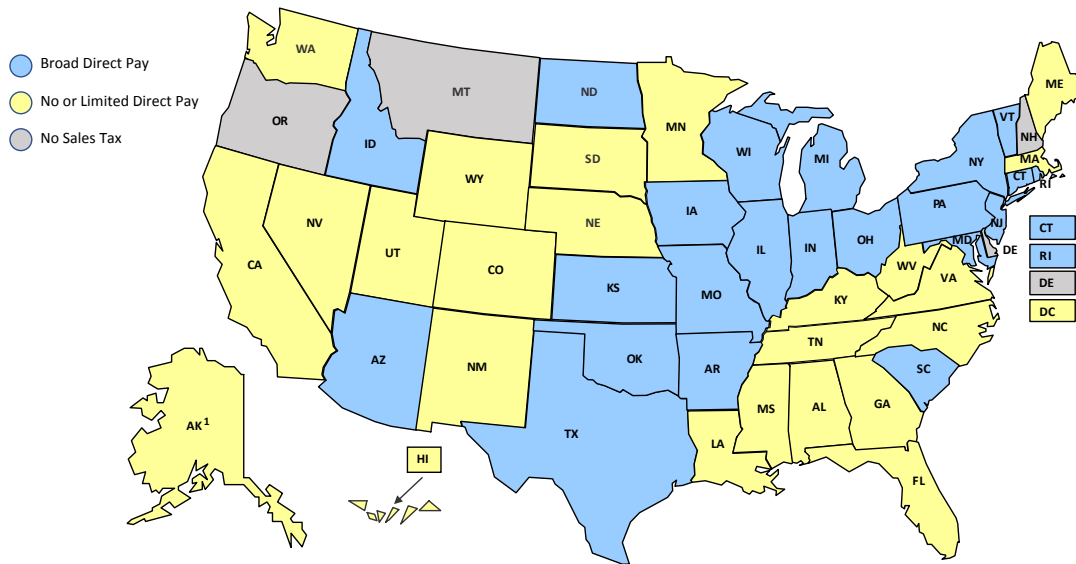 Broad Direct Pay
No or Limited Direct Pay
No Sales Tax
WA
OR
MT
ID
ND
MN
SD
WY
NE
NV
UT
CO
CA
AZ
NM
KS
OK
TX
IA
MO
AR
LA
WI
IL
MI
IN
OH
KY
TN
MS
AL
GA
FL
SC
NC
VA
WV
PA
NY
VT
NH
ME
MA
CT
RI
NJ
MD
DE
CT
RI
DE
DC
AK¹
HI